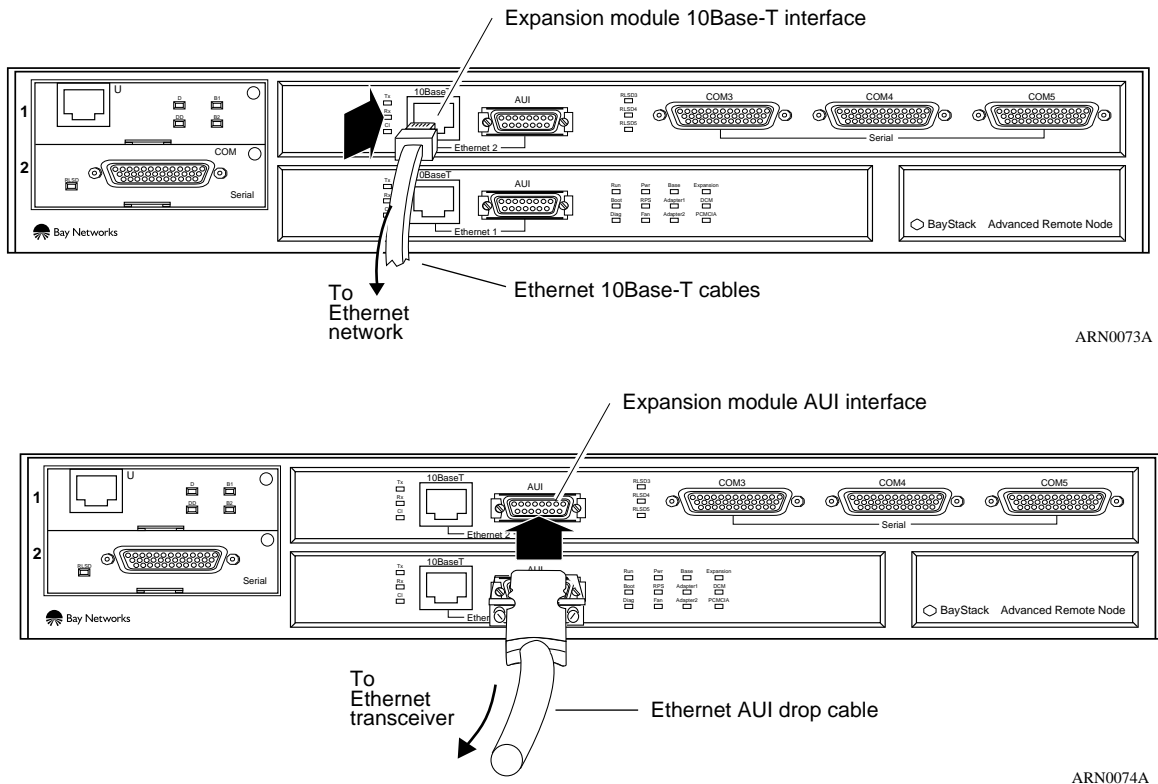 Expansion module 10Base-T interface
1
U
D
B1
DD
B2
Tx
Rx
Cl
10BaseT
AUI
Ethernet 2
RLSD3
RLSD4
RLSD5
COM3
COM4
COM5
Serial
2
COM
RLSD
Serial
Tx
Rx
10BaseT
AUI
Ethernet 1
Run
Pwr
Base
Expansion
Boot
RPS
Adapter1
DCM
Diag
Fan
Adapter2
PCMCIA
Bay Networks
BayStack Advanced Remote Node
To
Ethernet
network
Ethernet 10Base-T cables
ARN0073A
Expansion module AUI interface
1
U
D
B1
DD
B2
Tx
Rx
Cl
10BaseT
AUI
Ethernet 2
RLSD3
RLSD4
RLSD5
COM3
COM4
COM5
Serial
2
RLSD
Serial
Tx
Rx
Cl
10BaseT
AUI
Ether
Run
Pwr
Base
Expansion
Boot
RPS
Adapter1
DCM
Diag
Fan
Adapter2
PCMCIA
Bay Networks
BayStack Advanced Remote Node
To
Ethernet
transceiver
Ethernet AUI drop cable
ARN0074A